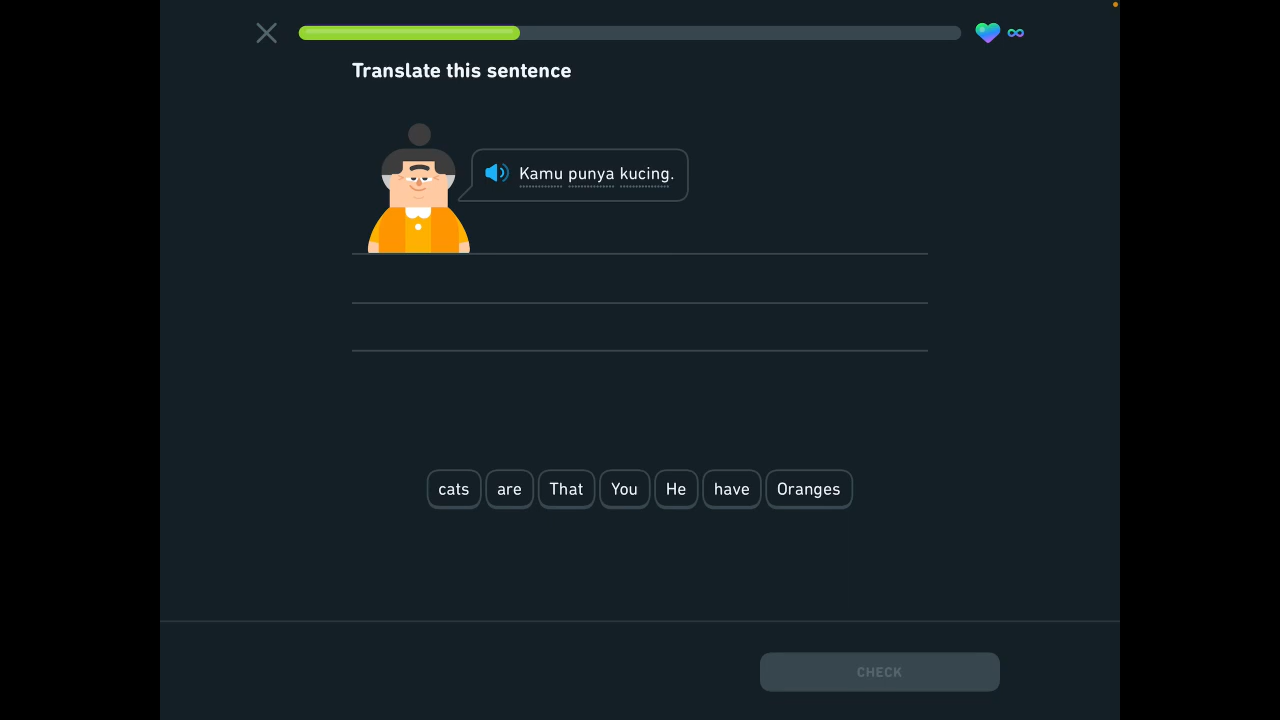 Translate this sentence
Kamu punya kucing.
cats are That You He have Oranges
CHECK